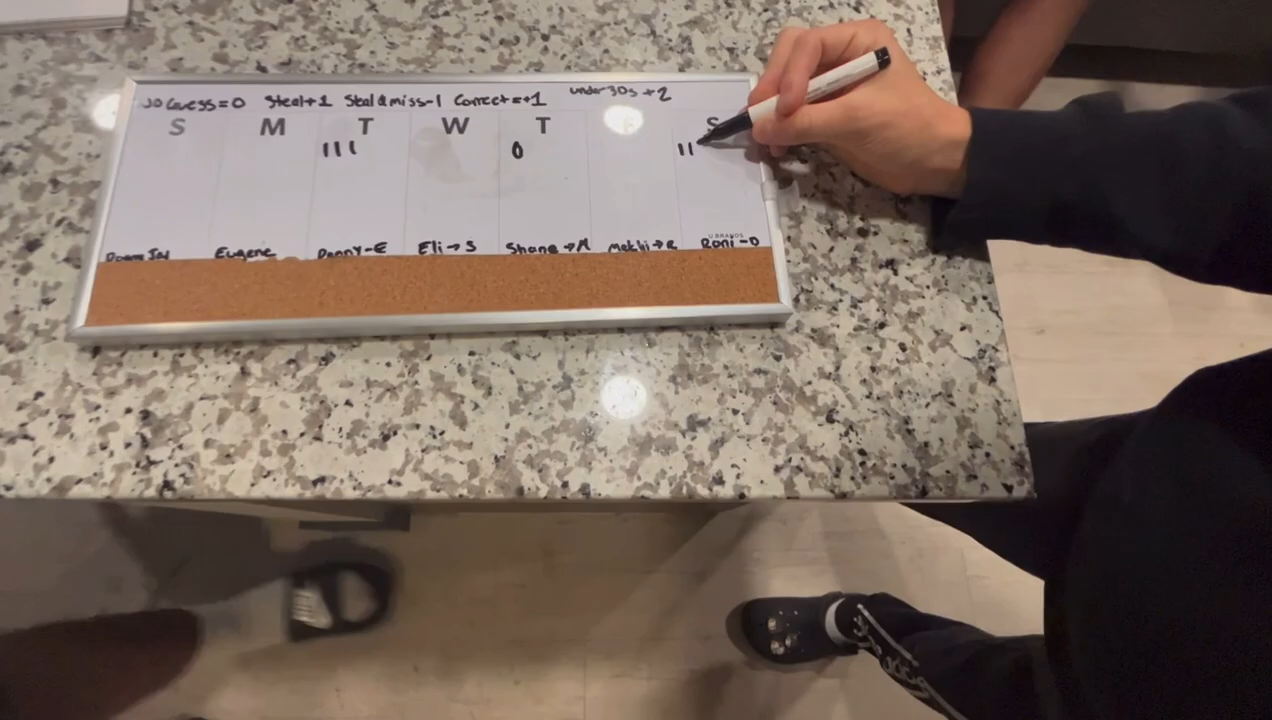 Guess=0 Steal+1 Steal & miss-1 Correct=+1 under 30s +2
S M T W T S
III 0 II
U BRANDS
Eugene Danny-E Eli→S Shane→M Mekhi→R Roni-D